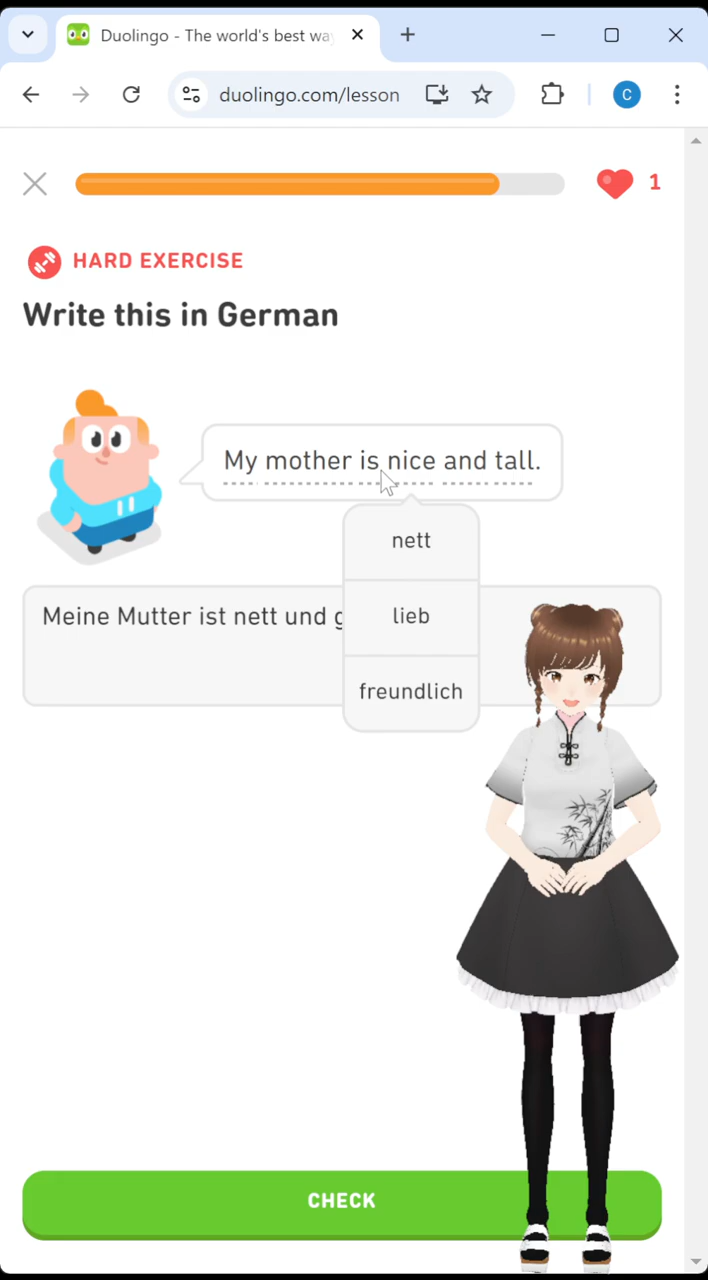 Duolingo - The world's best wa
duolingo.com/lesson
C
1
HARD EXERCISE
Write this in German
My mother is nice and tall.
nett
lieb
freundlich
Meine Mutter ist nett und g
CHECK